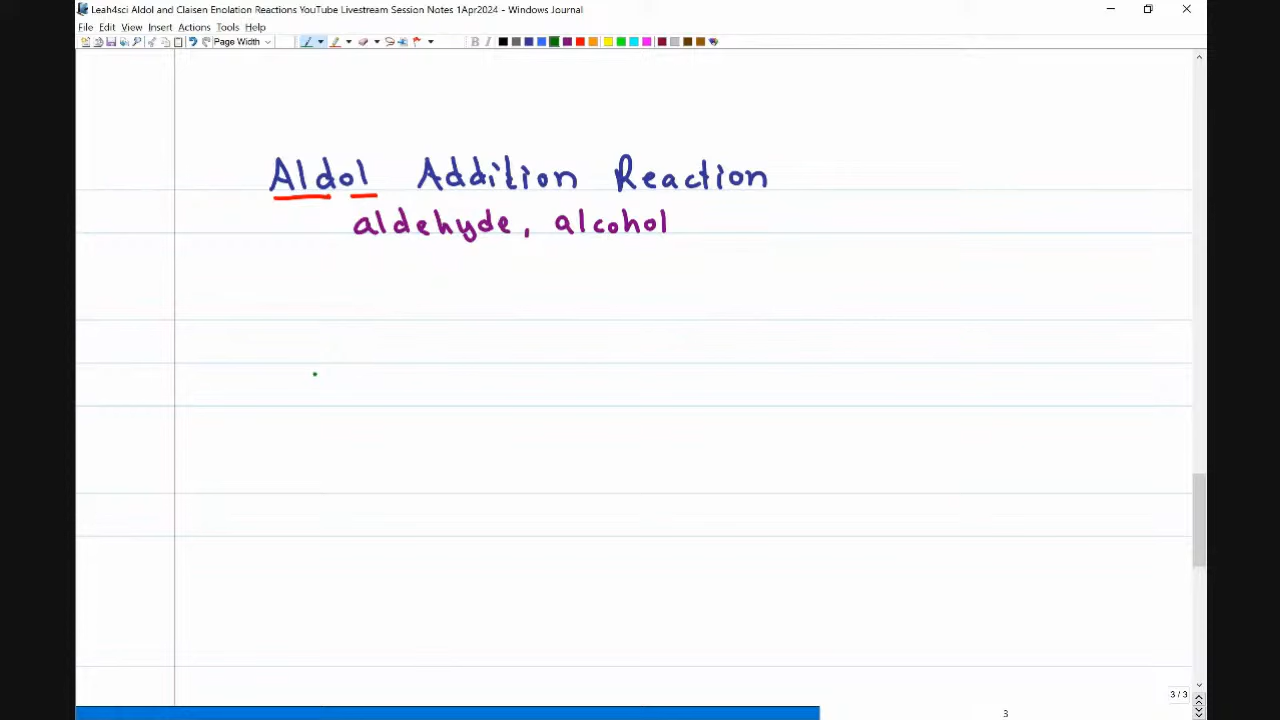 Leah4sci Aldol and Claisen Enolation Reactions YouTube Livestream Session Notes 1Apr2024 - Windows Journal
File Edit View Insert Actions Tools Help
Page Width B I
Aldol Addition Reaction
aldehyde, alcohol
3 / 3
3